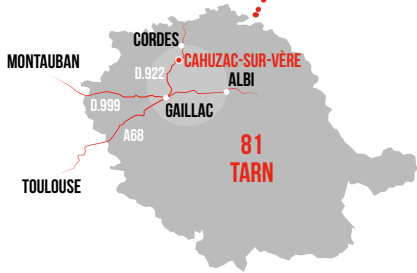 CORDES
CAHUZAC-SUR-VÈRE
MONTAUBAN
D.922
ALBI
D.999
GAILLAC
A68
81
TARN
TOULOUSE